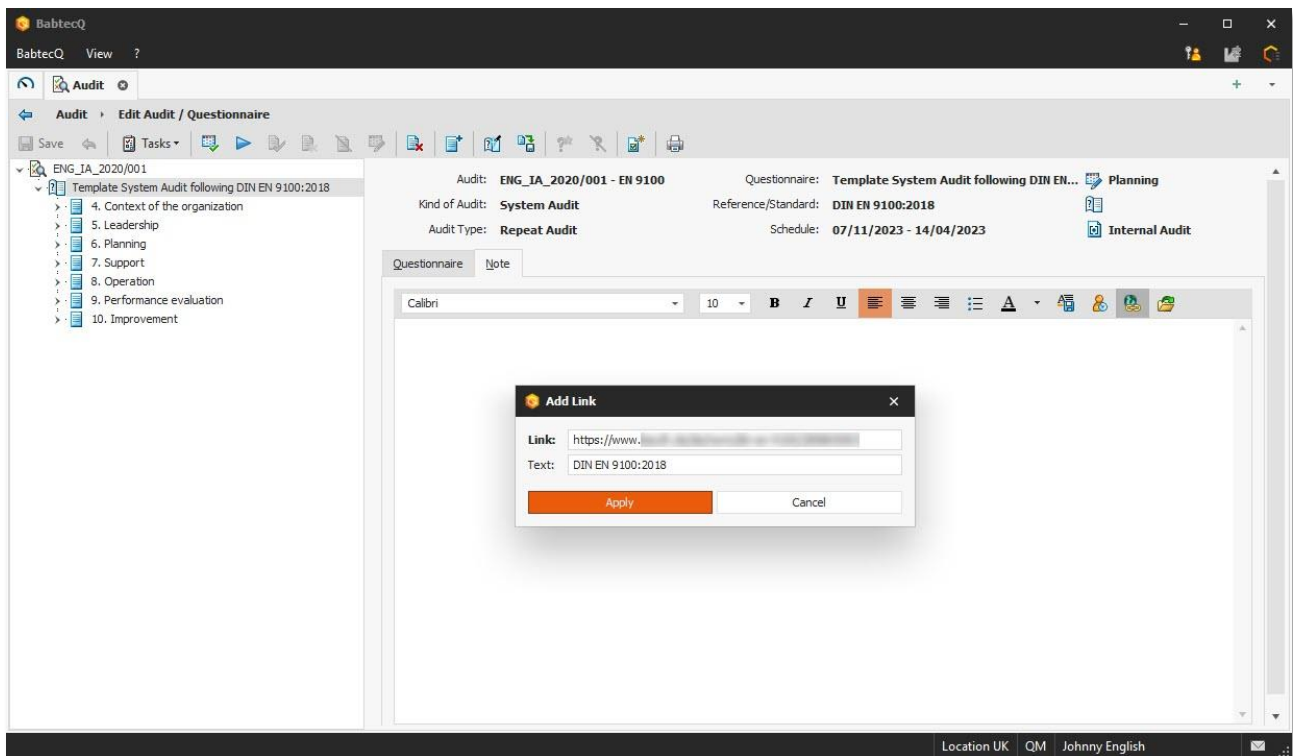 BabtecQ
BabtecQ View ?
Audit
Audit › Edit Audit / Questionnaire
Save Tasks
ENG_IA_2020/001
Template System Audit following DIN EN 9100:2018
4. Context of the organization
5. Leadership
6. Planning
7. Support
8. Operation
9. Performance evaluation
10. Improvement
Audit: ENG_IA_2020/001 - EN 9100 Questionnaire: Template System Audit following DIN EN... Planning
Kind of Audit: System Audit Reference/Standard: DIN EN 9100:2018
Audit Type: Repeat Audit Schedule: 07/11/2023 - 14/04/2023 Internal Audit
Questionnaire Note
Calibri 10 B I U A
Add Link
Link: https://www.
Text: DIN EN 9100:2018
Apply Cancel
Location UK QM Johnny English